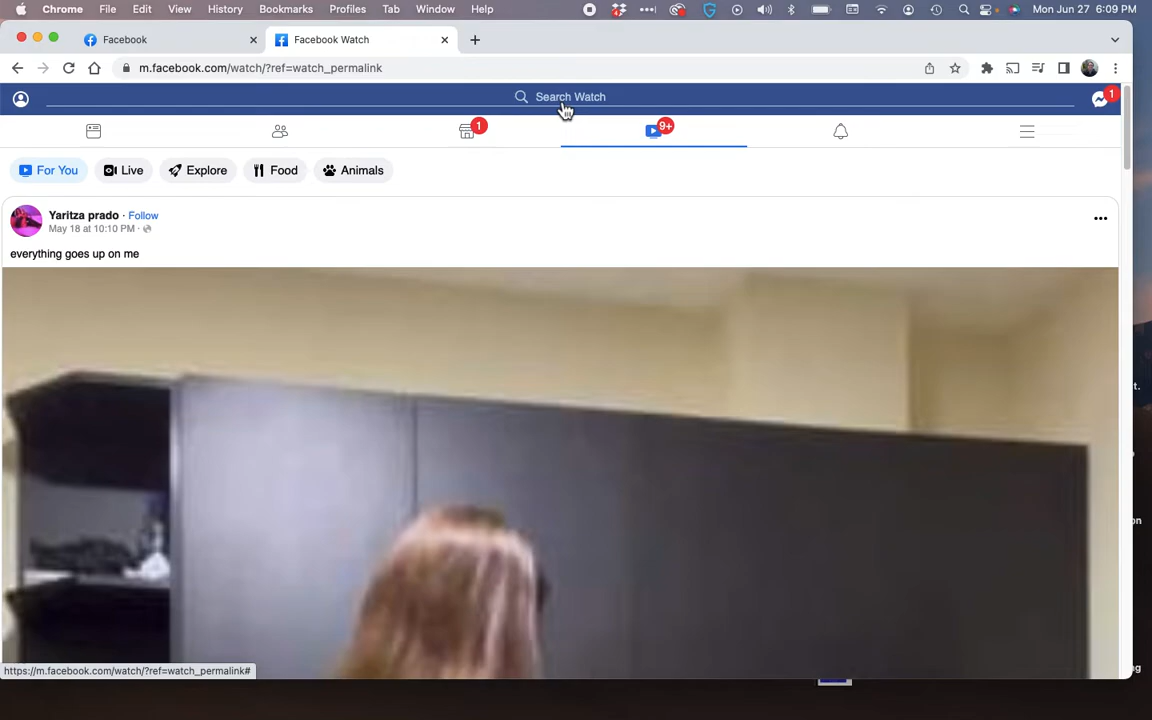 Chrome File Edit View History Bookmarks Profiles Tab Window Help Mon Jun 27 6:09 PM
Facebook Facebook Watch
m.facebook.com/watch/?ref=watch_permalink
Search Watch 1
1 9+
For You Live Explore Food Animals
Yaritza prado · Follow
May 18 at 10:10 PM ·
everything goes up on me
t.
on
ng
https://m.facebook.com/watch/?ref=watch_permalink#